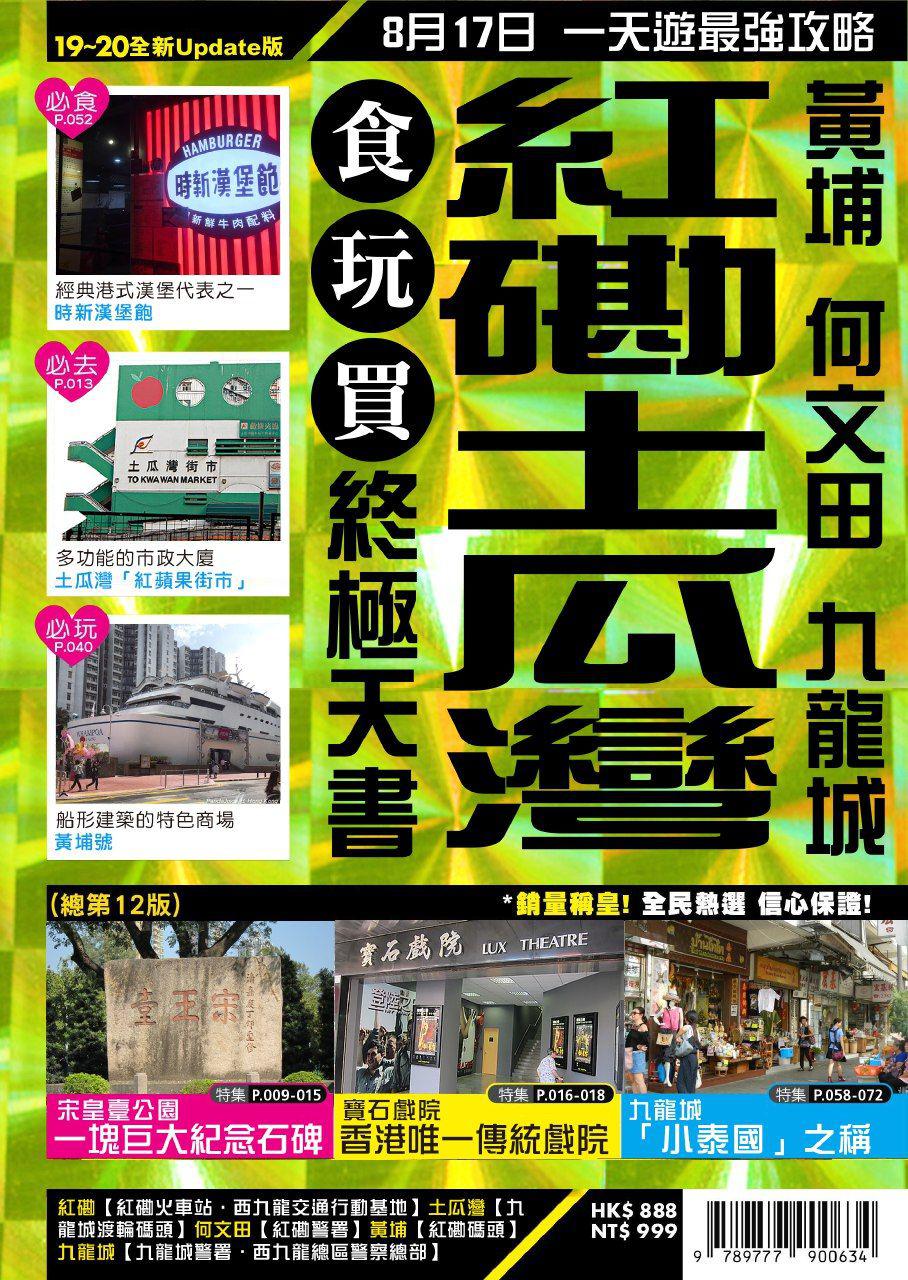 19~20全新Update版
8月17日 一天遊最強攻略
黃埔 何文田 九龍城
紅磡土瓜灣
食玩買終極天書
必食
P.052
HAMBURGER
時新漢堡飽
新鮮牛肉配料
經典港式漢堡代表之一
時新漢堡飽
必去
P.013
土瓜灣街市
TO KWA WAN MARKET
多功能的市政大廈
土瓜灣「紅蘋果街市」
必玩
P.040
WHAMPOA
船形建築的特色商場
黃埔號
(總第12版)
*銷量稱皇! 全民熱選 信心保證!
宋王臺
特集 P.009-015
宋皇臺公園
一塊巨大紀念石碑
寶石戲院 LUX THEATRE
特集 P.016-018
寶石戲院
香港唯一傳統戲院
特集 P.058-072
九龍城
「小泰國」之稱
紅磡【紅磡火車站・西九龍交通行動基地】土瓜灣【九
龍城渡輪碼頭】何文田【紅磡警署】黃埔【紅磡碼頭】
九龍城【九龍城警署・西九龍總區警察總部】
HK$ 888
NT$ 999
9 789777 900634